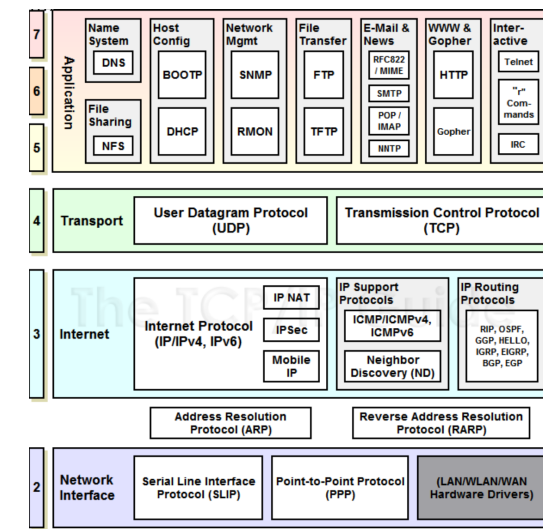 7
6
5
Application
Name
System
DNS
File
Sharing
NFS
Host
Config
BOOTP
DHCP
Network
Mgmt
SNMP
RMON
File
Transfer
FTP
TFTP
E-Mail &
News
RFC822
/ MIME
SMTP
POP /
IMAP
NNTP
WWW &
Gopher
HTTP
Gopher
Inter-
active
Telnet
"r"
Com-
mands
IRC
4
Transport
User Datagram Protocol
(UDP)
Transmission Control Protocol
(TCP)
The TCP/IP Guide
3
Internet
Internet Protocol
(IP/IPv4, IPv6)
IP NAT
IPSec
Mobile
IP
IP Support
Protocols
ICMP/ICMPv4,
ICMPv6
Neighbor
Discovery (ND)
IP Routing
Protocols
RIP, OSPF,
GGP, HELLO,
IGRP, EIGRP,
BGP, EGP
Address Resolution
Protocol (ARP)
Reverse Address Resolution
Protocol (RARP)
2
Network
Interface
Serial Line Interface
Protocol (SLIP)
Point-to-Point Protocol
(PPP)
(LAN/WLAN/WAN
Hardware Drivers)